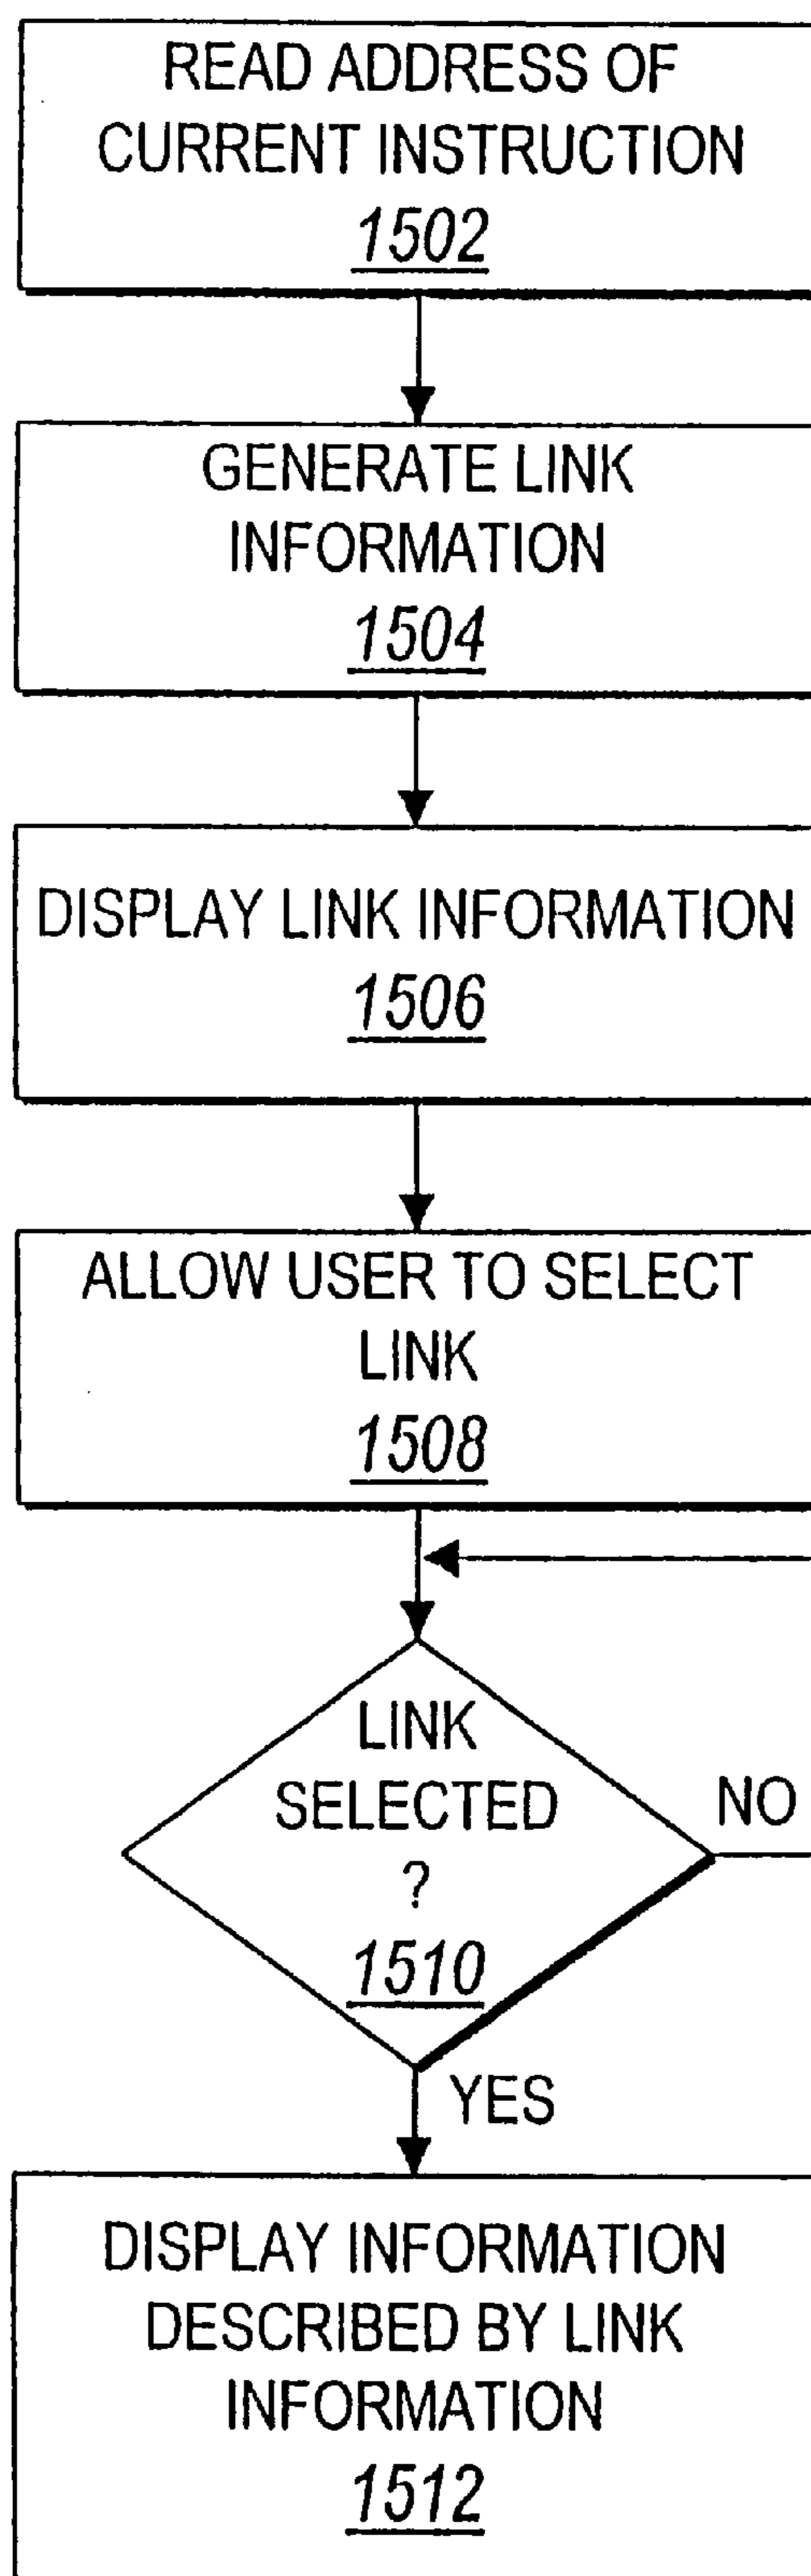 READ ADDRESS OF
CURRENT INSTRUCTION
1502
GENERATE LINK
INFORMATION
1504
DISPLAY LINK INFORMATION
1506
ALLOW USER TO SELECT
LINK
1508
LINK
SELECTED
?
1510
NO
YES
DISPLAY INFORMATION
DESCRIBED BY LINK
INFORMATION
1512